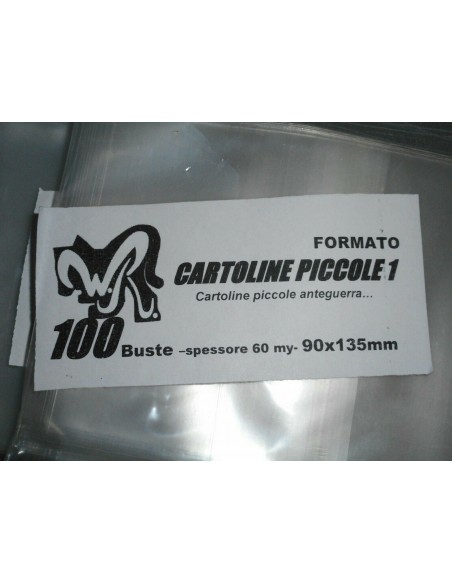 FORMATO
W.R. CARTOLINE PICCOLE 1
Cartoline piccole anteguerra...
100 Buste –spessore 60 my- 90x135mm